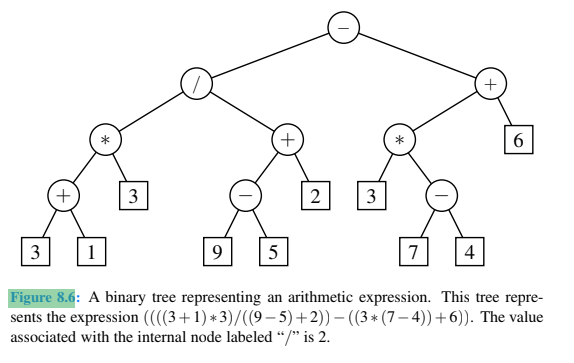 −
/ +
* + * 6
+ 3 − 2 3 −
3 1 9 5 7 4
Figure 8.6: A binary tree representing an arithmetic expression. This tree repre-
sents the expression ((((3+1)∗3)/((9−5)+2))−((3∗(7−4))+6)). The value
associated with the internal node labeled “/” is 2.